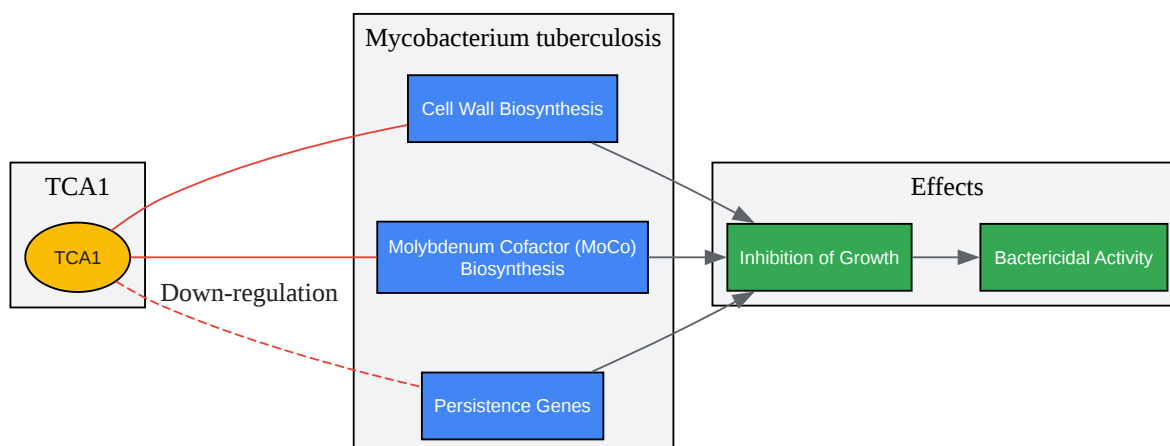 TCA1
TCA1
Down-regulation
Mycobacterium tuberculosis
Cell Wall Biosynthesis
Molybdenum Cofactor (MoCo)
Biosynthesis
Persistence Genes
Effects
Inhibition of Growth
Bactericidal Activity